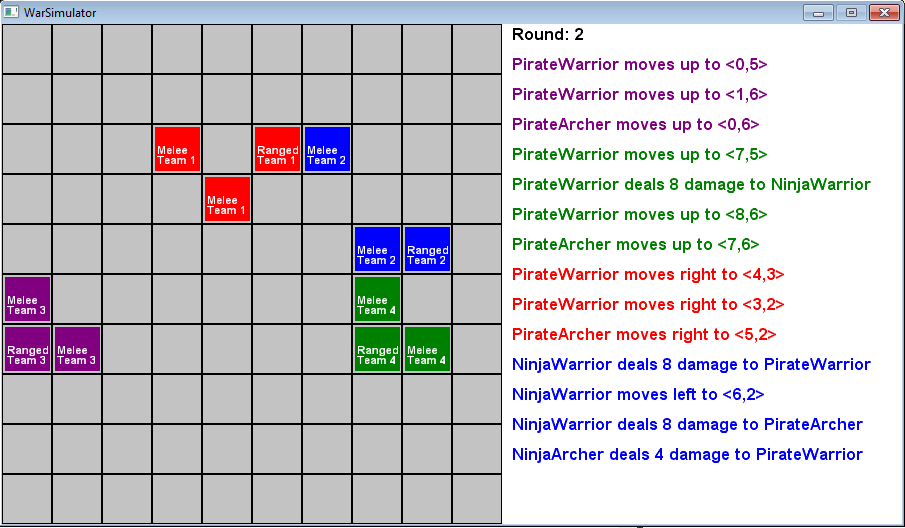 WarSimulator
Round: 2
PirateWarrior moves up to <0,5>
PirateWarrior moves up to <1,6>
PirateArcher moves up to <0,6>
PirateWarrior moves up to <7,5>
PirateWarrior deals 8 damage to NinjaWarrior
PirateWarrior moves up to <8,6>
PirateArcher moves up to <7,6>
PirateWarrior moves right to <4,3>
PirateWarrior moves right to <3,2>
PirateArcher moves right to <5,2>
NinjaWarrior deals 8 damage to PirateWarrior
NinjaWarrior moves left to <6,2>
NinjaWarrior deals 8 damage to PirateArcher
NinjaArcher deals 4 damage to PirateWarrior
Melee
Team 1
Ranged
Team 1
Melee
Team 2
Melee
Team 1
Melee
Team 2
Ranged
Team 2
Melee
Team 3
Melee
Team 4
Ranged
Team 3
Melee
Team 3
Ranged
Team 4
Melee
Team 4